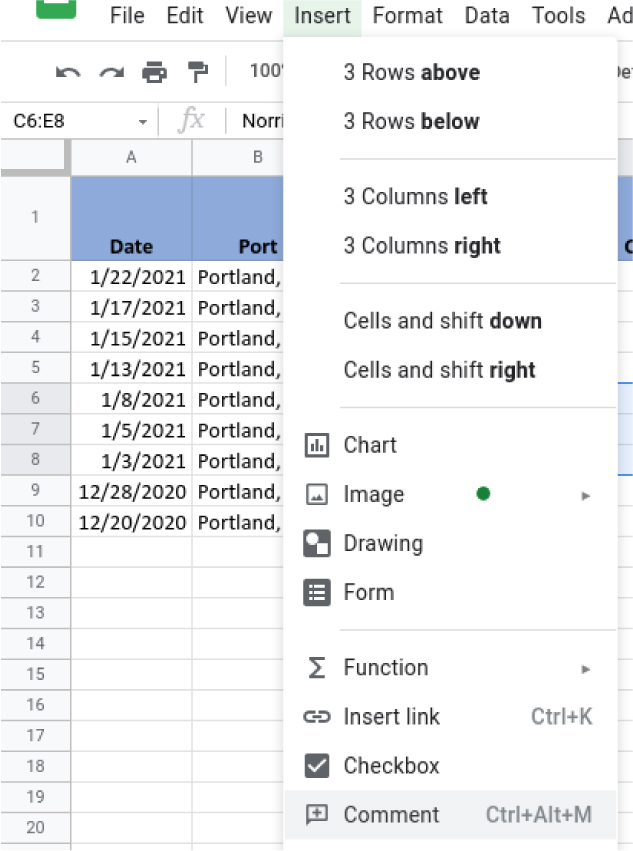 File Edit View Insert Format Data Tools
3 Rows above
3 Rows below
C6:E8 fx
3 Columns left
3 Columns right
A B
1 Date Port
2 1/22/2021 Portland,
3 1/17/2021 Portland,
4 1/15/2021 Portland,
5 1/13/2021 Portland,
6 1/8/2021 Portland,
7 1/5/2021 Portland,
8 1/3/2021 Portland,
9 12/28/2020 Portland,
10 12/20/2020 Portland,
11
12
13
14
15
16
17
18
19
20
Cells and shift down
Cells and shift right
Chart
Image
Drawing
Form
Function
Insert link Ctrl+K
Checkbox
Comment Ctrl+Alt+M